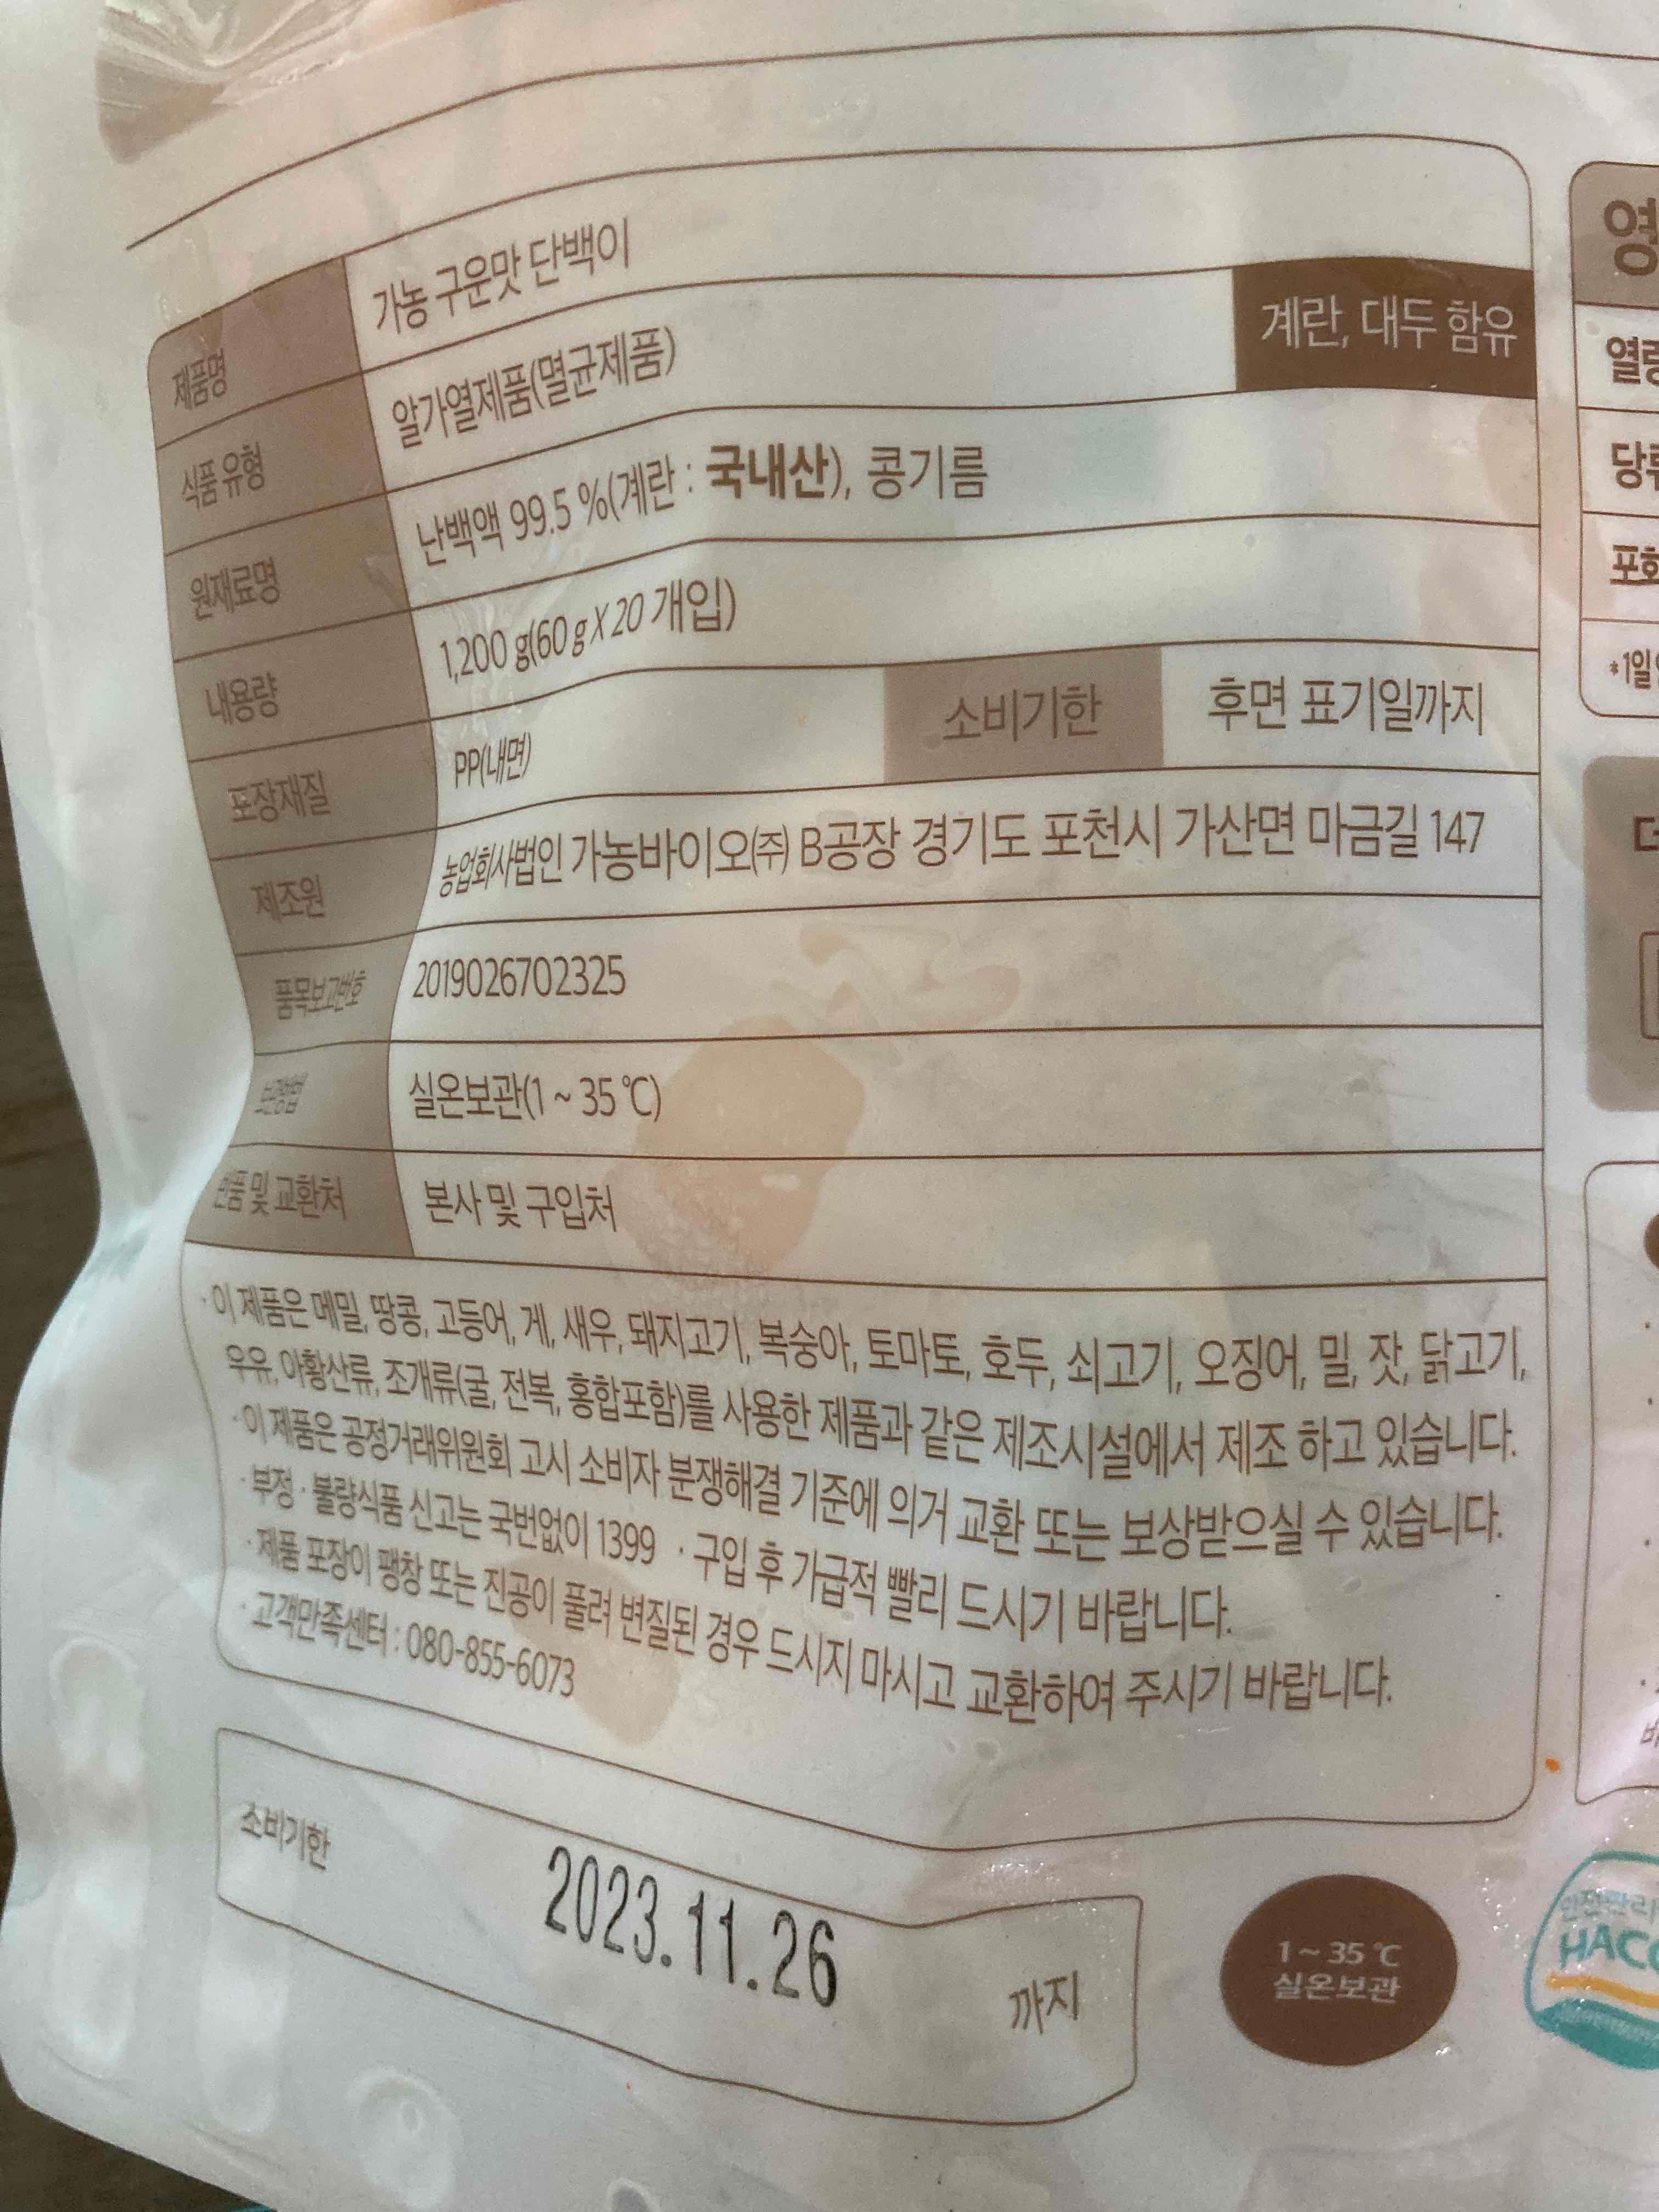 제품명 가농 구운맛 단백이
식품 유형 알가열제품(멸균제품) 계란, 대두 함유
원재료명 난백액 99.5 %(계란 : 국내산), 콩기름
내용량 1,200 g(60 g X 20 개입)
포장재질 PP(내면) 소비기한 후면 표기일까지
제조원 농업회사법인 가농바이오(주) B공장 경기도 포천시 가산면 마금길 147
품목보고번호 2019026702325
보관방법 실온보관(1 ~ 35 ℃)
반품 및 교환처 본사 및 구입처
· 이 제품은 메밀, 땅콩, 고등어, 게, 새우, 돼지고기, 복숭아, 토마토, 호두, 쇠고기, 오징어, 밀, 잣, 닭고기,
우유, 아황산류, 조개류(굴, 전복, 홍합포함)를 사용한 제품과 같은 제조시설에서 제조 하고 있습니다.
· 이 제품은 공정거래위원회 고시 소비자 분쟁해결 기준에 의거 교환 또는 보상받으실 수 있습니다.
· 부정 · 불량식품 신고는 국번없이 1399 · 구입 후 가급적 빨리 드시기 바랍니다.
· 제품 포장이 팽창 또는 진공이 풀려 변질된 경우 드시지 마시고 교환하여 주시기 바랍니다.
· 고객만족센터 : 080-855-6073
소비기한 2023.11.26 까지
1 ~ 35 ℃
실온보관
안전관리
HACC
영
열량
당류
포화
*1일
더